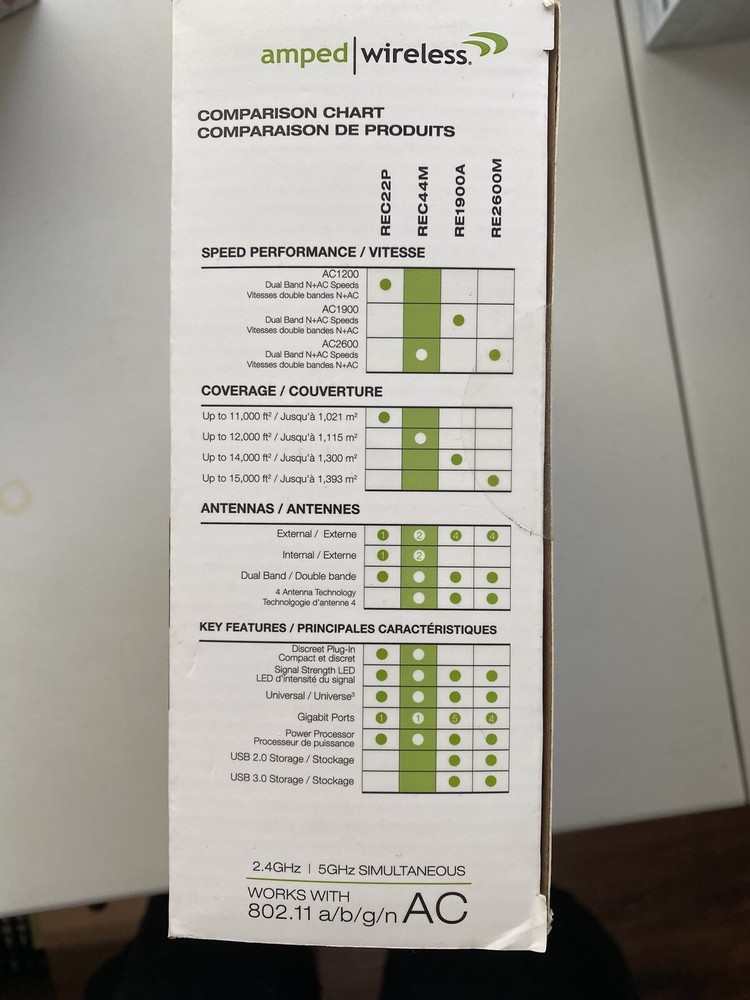 amped|wireless.
COMPARISON CHART
COMPARAISON DE PRODUITS
REC22P
REC44M
RE1900A
RE2600M
SPEED PERFORMANCE / VITESSE
AC1200
Dual Band N+AC Speeds
Vitesses double bandes N+AC
AC1900
Dual Band N+AC Speeds
Vitesses double bandes N+AC
AC2600
Dual Band N+AC Speeds
Vitesses double bandes N+AC
COVERAGE / COUVERTURE
Up to 11,000 ft² / Jusqu'à 1,021 m²
Up to 12,000 ft² / Jusqu'à 1,115 m²
Up to 14,000 ft² / Jusqu'à 1,300 m²
Up to 15,000 ft² / Jusqu'à 1,393 m²
ANTENNAS / ANTENNES
External / Externe 1 2 4 4
Internal / Externe 1 2
Dual Band / Double bande
4 Antenna Technology
Technolgogie d'antenne 4
KEY FEATURES / PRINCIPALES CARACTÉRISTIQUES
Discreet Plug-In
Compact et discret
Signal Strength LED
LED d'intensité du signal
Universal / Universe³
Gigabit Ports 1 1 5 4
Power Processor
Processeur de puissance
USB 2.0 Storage / Stockage
USB 3.0 Storage / Stockage
2.4GHz | 5GHz SIMULTANEOUS
WORKS WITH
802.11 a/b/g/n AC